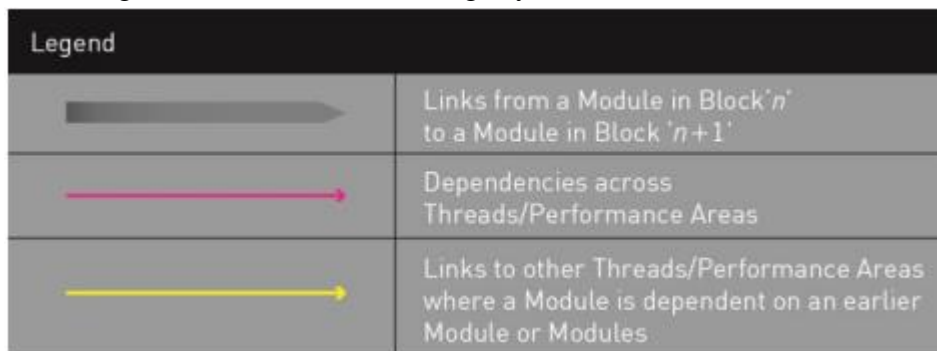 Legend
Links from a Module in Block ‘n’
to a Module in Block ‘n+1’
Dependencies across
Threads/Performance Areas
Links to other Threads/Performance Areas
where a Module is dependent on an earlier
Module or Modules